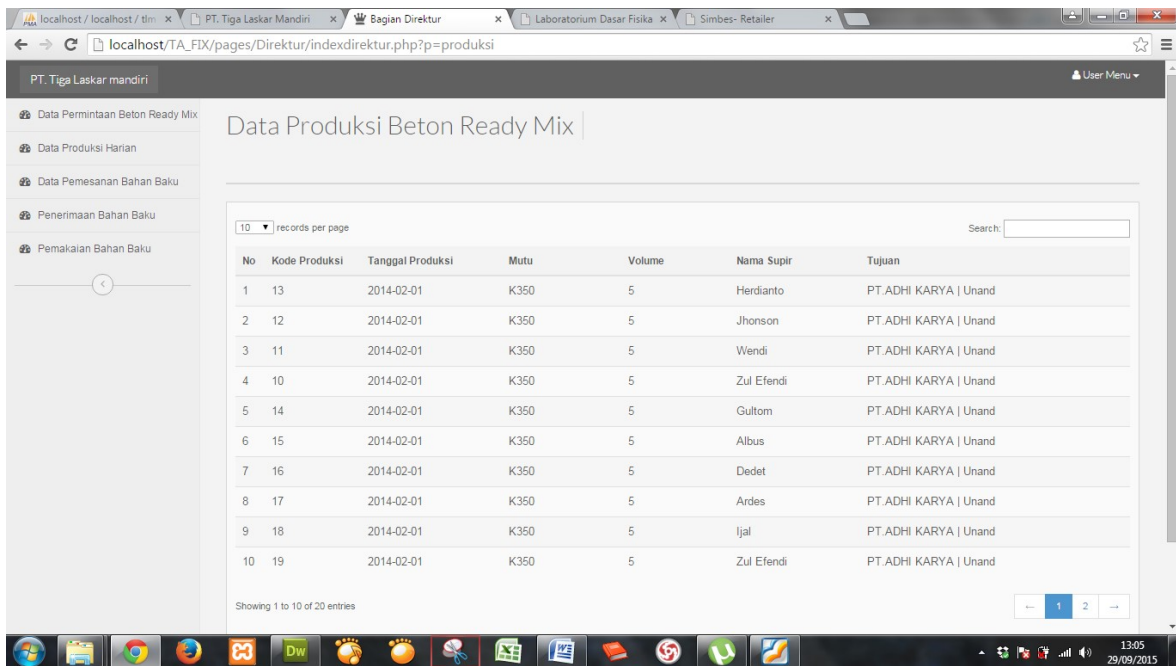 localhost / localhost / tlm
PT. Tiga Laskar Mandiri
Bagian Direktur
Laboratorium Dasar Fisika
Simbes- Retailer
localhost/TA_FIX/pages/Direktur/indexdirektur.php?p=produksi
PT. Tiga Laskar mandiri
User Menu
Data Permintaan Beton Ready Mix
Data Produksi Harian
Data Pemesanan Bahan Baku
Penerimaan Bahan Baku
Pemakaian Bahan Baku
Data Produksi Beton Ready Mix
10 records per page
Search:
No Kode Produksi Tanggal Produksi Mutu Volume Nama Supir Tujuan
1 13 2014-02-01 K350 5 Herdianto PT.ADHI KARYA | Unand
2 12 2014-02-01 K350 5 Jhonson PT.ADHI KARYA | Unand
3 11 2014-02-01 K350 5 Wendi PT.ADHI KARYA | Unand
4 10 2014-02-01 K350 5 Zul Efendi PT.ADHI KARYA | Unand
5 14 2014-02-01 K350 5 Gultom PT.ADHI KARYA | Unand
6 15 2014-02-01 K350 5 Albus PT.ADHI KARYA | Unand
7 16 2014-02-01 K350 5 Dedet PT.ADHI KARYA | Unand
8 17 2014-02-01 K350 5 Ardes PT.ADHI KARYA | Unand
9 18 2014-02-01 K350 5 Ijal PT.ADHI KARYA | Unand
10 19 2014-02-01 K350 5 Zul Efendi PT.ADHI KARYA | Unand
Showing 1 to 10 of 20 entries
← 1 2 →
Dw
13:05
29/09/2015